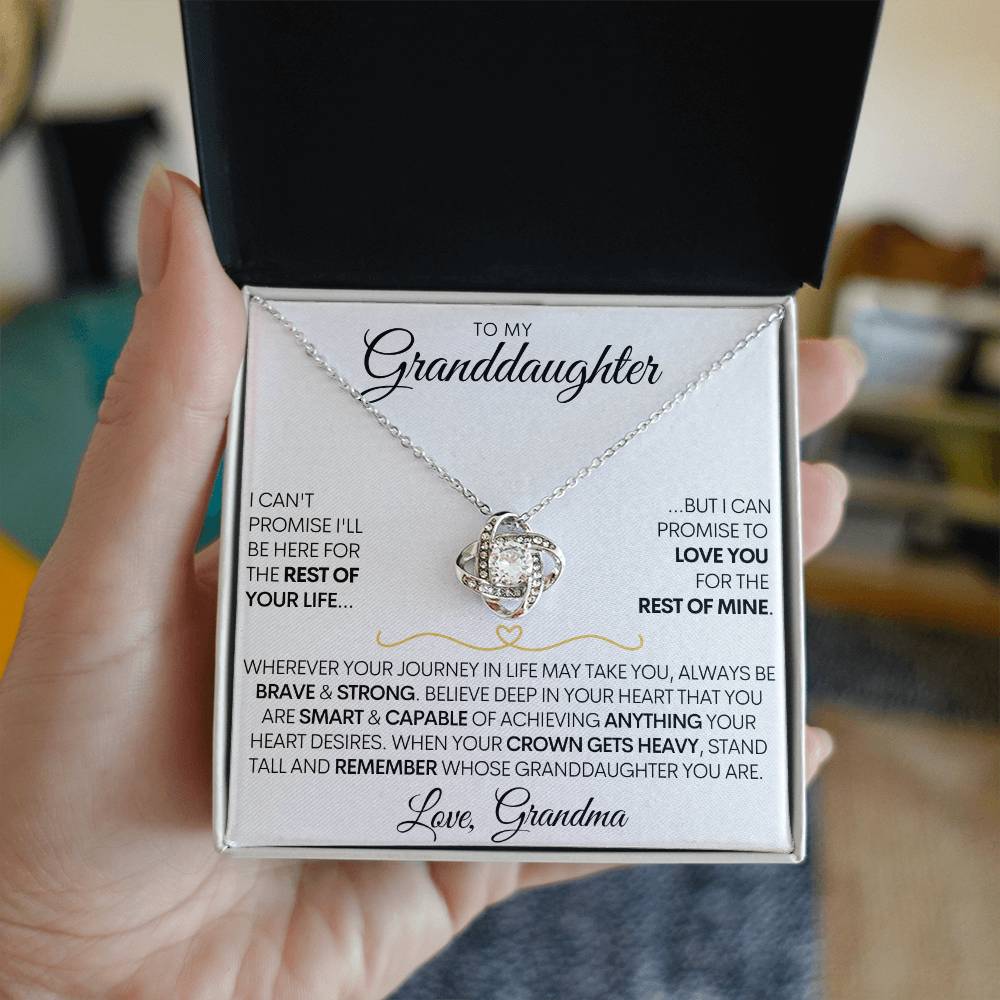 TO MY
Granddaughter
I CAN'T
PROMISE I'LL
BE HERE FOR
THE REST OF
YOUR LIFE...
...BUT I CAN
PROMISE TO
LOVE YOU
FOR THE
REST OF MINE.
WHEREVER YOUR JOURNEY IN LIFE MAY TAKE YOU, ALWAYS BE
BRAVE & STRONG. BELIEVE DEEP IN YOUR HEART THAT YOU
ARE SMART & CAPABLE OF ACHIEVING ANYTHING YOUR
HEART DESIRES. WHEN YOUR CROWN GETS HEAVY, STAND
TALL AND REMEMBER WHOSE GRANDDAUGHTER YOU ARE.
Love, Grandma